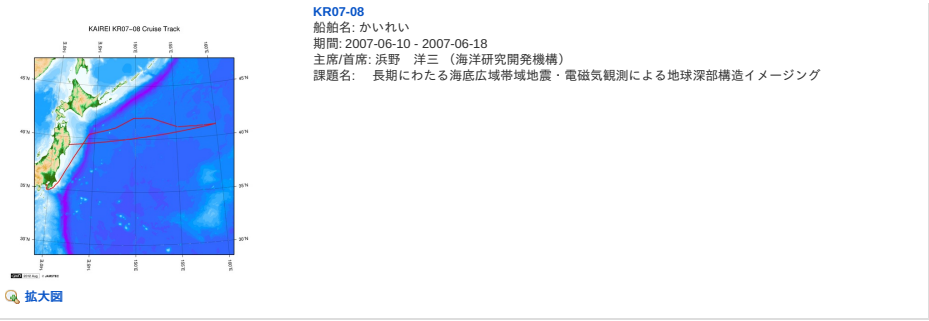 KR07-08
船舶名: かいれい
期間: 2007-06-10 - 2007-06-18
主席/首席: 浜野　洋三 （海洋研究開発機構）
課題名:　長期にわたる海底広域帯域地震・電磁気観測による地球深部構造イメージング
KAIREI KR07-08 Cruise Track
拡大図